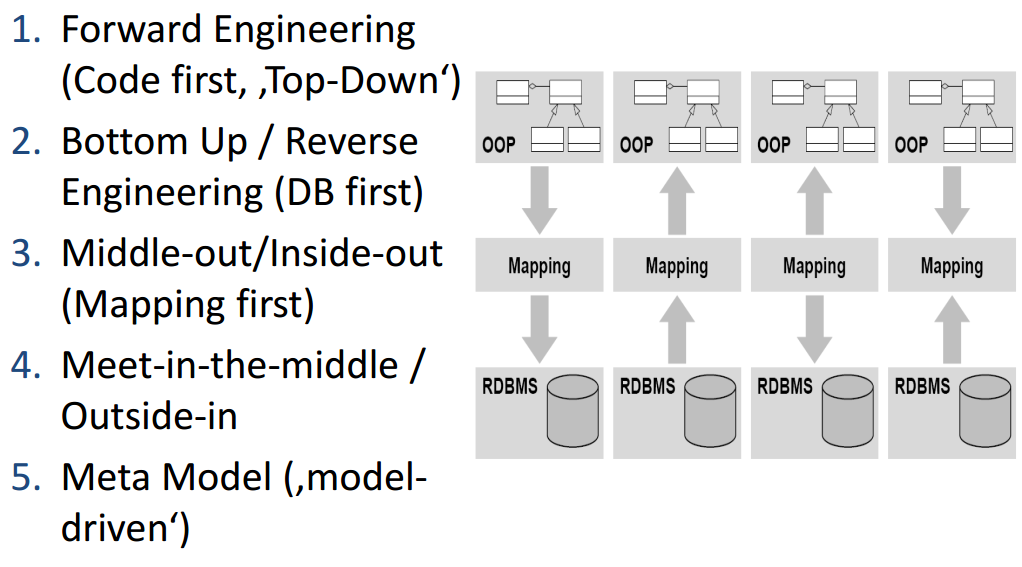 1. Forward Engineering
(Code first, ‚Top-Down‘)
2. Bottom Up / Reverse
Engineering (DB first)
3. Middle-out/Inside-out
(Mapping first)
4. Meet-in-the-middle /
Outside-in
5. Meta Model (‚model-
driven‘)
OOP OOP OOP OOP
Mapping Mapping Mapping Mapping
RDBMS RDBMS RDBMS RDBMS